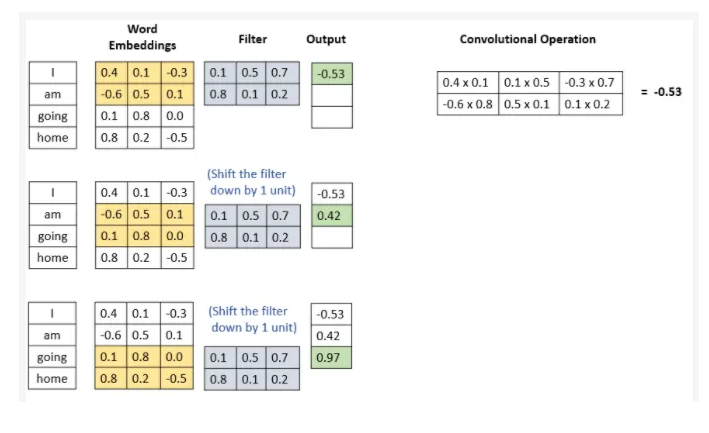 Word
Embeddings
Filter
Output
Convolutional Operation
I 0.4 0.1 -0.3 0.1 0.5 0.7 -0.53
am -0.6 0.5 0.1 0.8 0.1 0.2
going 0.1 0.8 0.0
home 0.8 0.2 -0.5
0.4 x 0.1 0.1 x 0.5 -0.3 x 0.7
-0.6 x 0.8 0.5 x 0.1 0.1 x 0.2
= -0.53
(Shift the filter
down by 1 unit)
I 0.4 0.1 -0.3 -0.53
am -0.6 0.5 0.1 0.1 0.5 0.7 0.42
going 0.1 0.8 0.0 0.8 0.1 0.2
home 0.8 0.2 -0.5
(Shift the filter
down by 1 unit)
I 0.4 0.1 -0.3 -0.53
am -0.6 0.5 0.1 0.42
going 0.1 0.8 0.0 0.1 0.5 0.7 0.97
home 0.8 0.2 -0.5 0.8 0.1 0.2